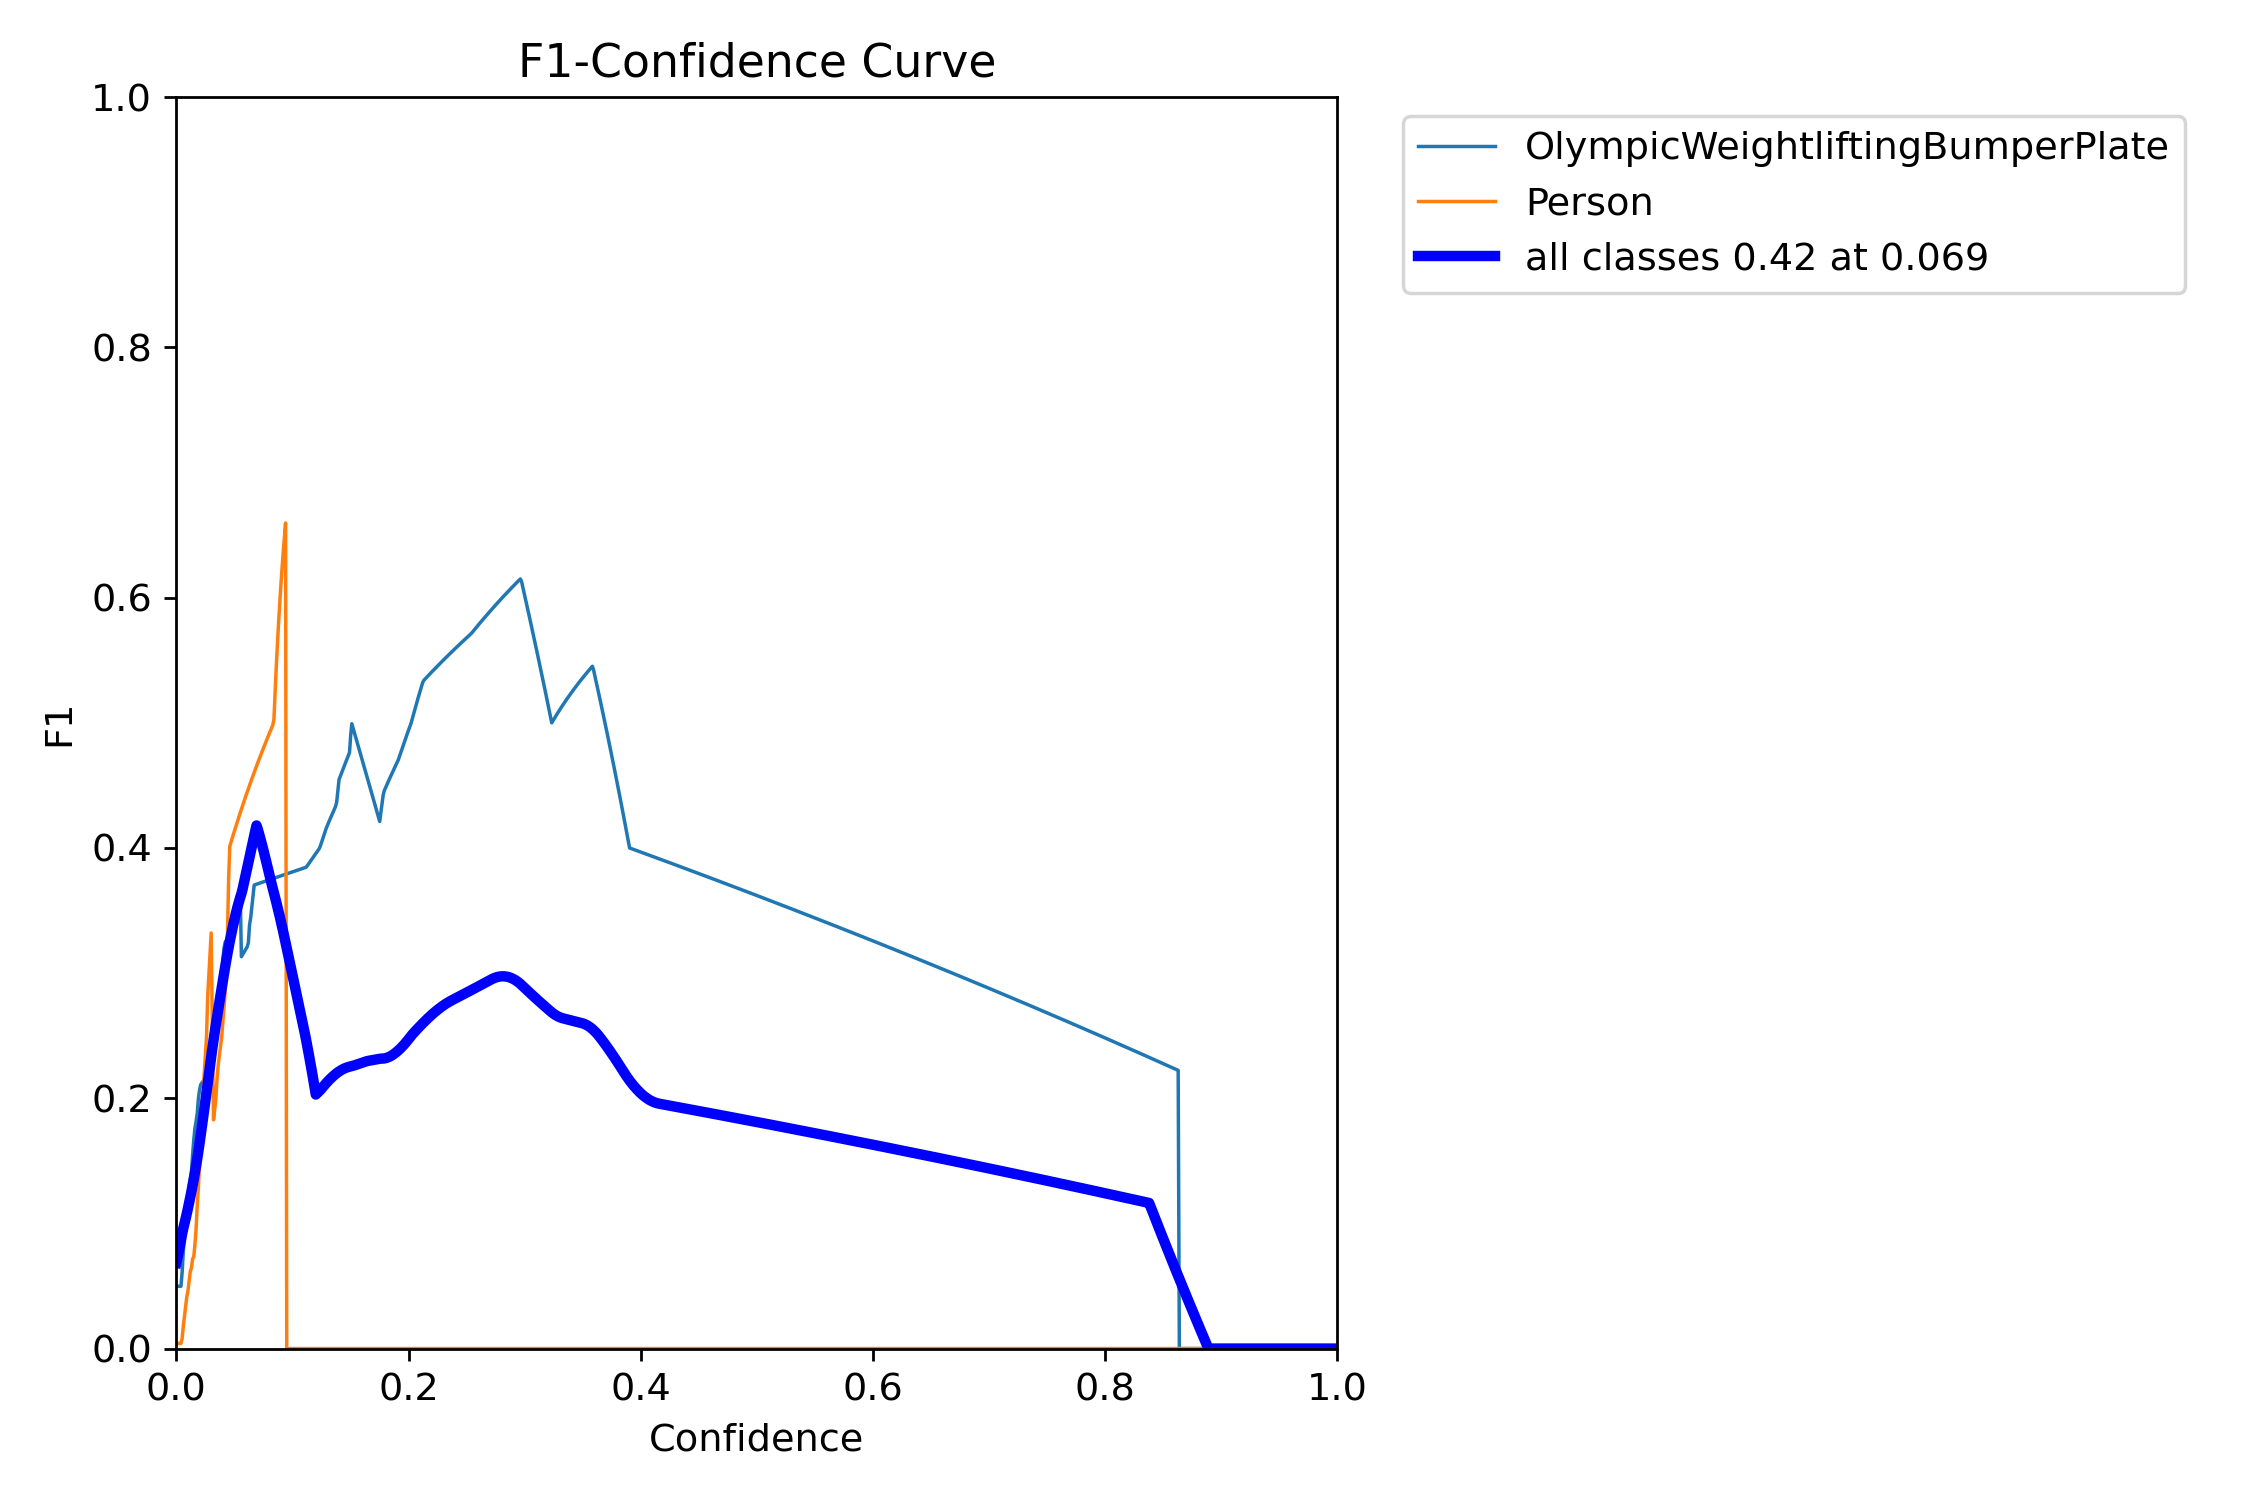 F1-Confidence Curve
1.0
0.8
0.6
0.4
0.2
0.0
F1
0.0 0.2 0.4 0.6 0.8 1.0
Confidence
OlympicWeightliftingBumperPlate
Person
all classes 0.42 at 0.069